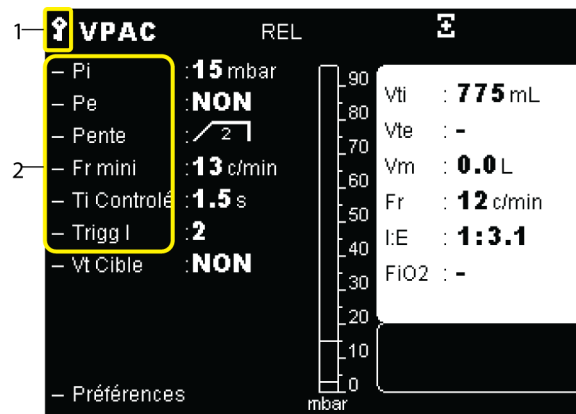 1 VPAC REL
– Pi :15 mbar
– Pe :NON
– Pente : 2
2 – Fr mini :13 c/min
– Ti Controlé :1.5 s
– Trigg I :2
– Vt Cible :NON
– Préférences
90
80
70
60
50
40
30
20
10
0
mbar
Vti : 775 mL
Vte : -
Vm : 0.0 L
Fr : 12 c/min
I:E : 1:3.1
FiO2 : -